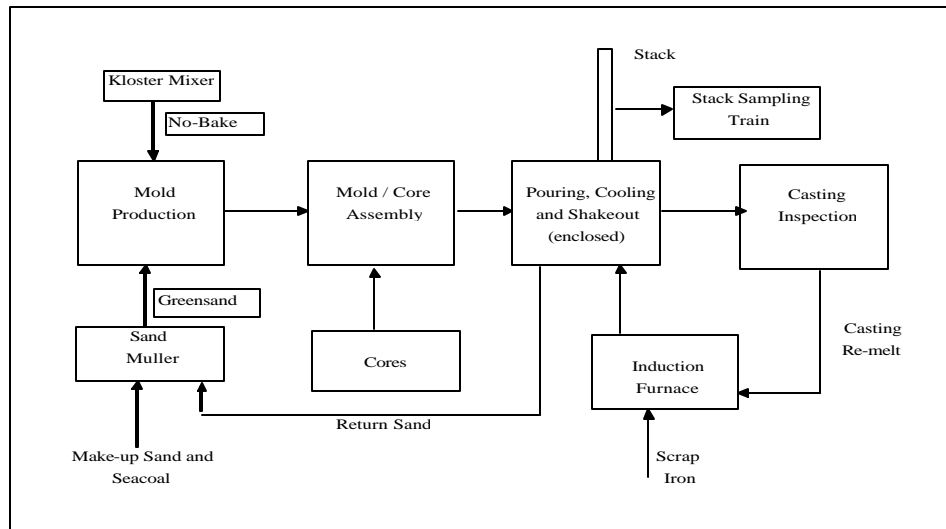 Stack
Kloster Mixer
Stack Sampling
Train
No-Bake
Mold
Production
Mold / Core
Assembly
Pouring, Cooling
and Shakeout
(enclosed)
Casting
Inspection
Greensand
Sand
Muller
Cores
Induction
Furnace
Casting
Re-melt
Return Sand
Make-up Sand and
Seacoal
Scrap
Iron